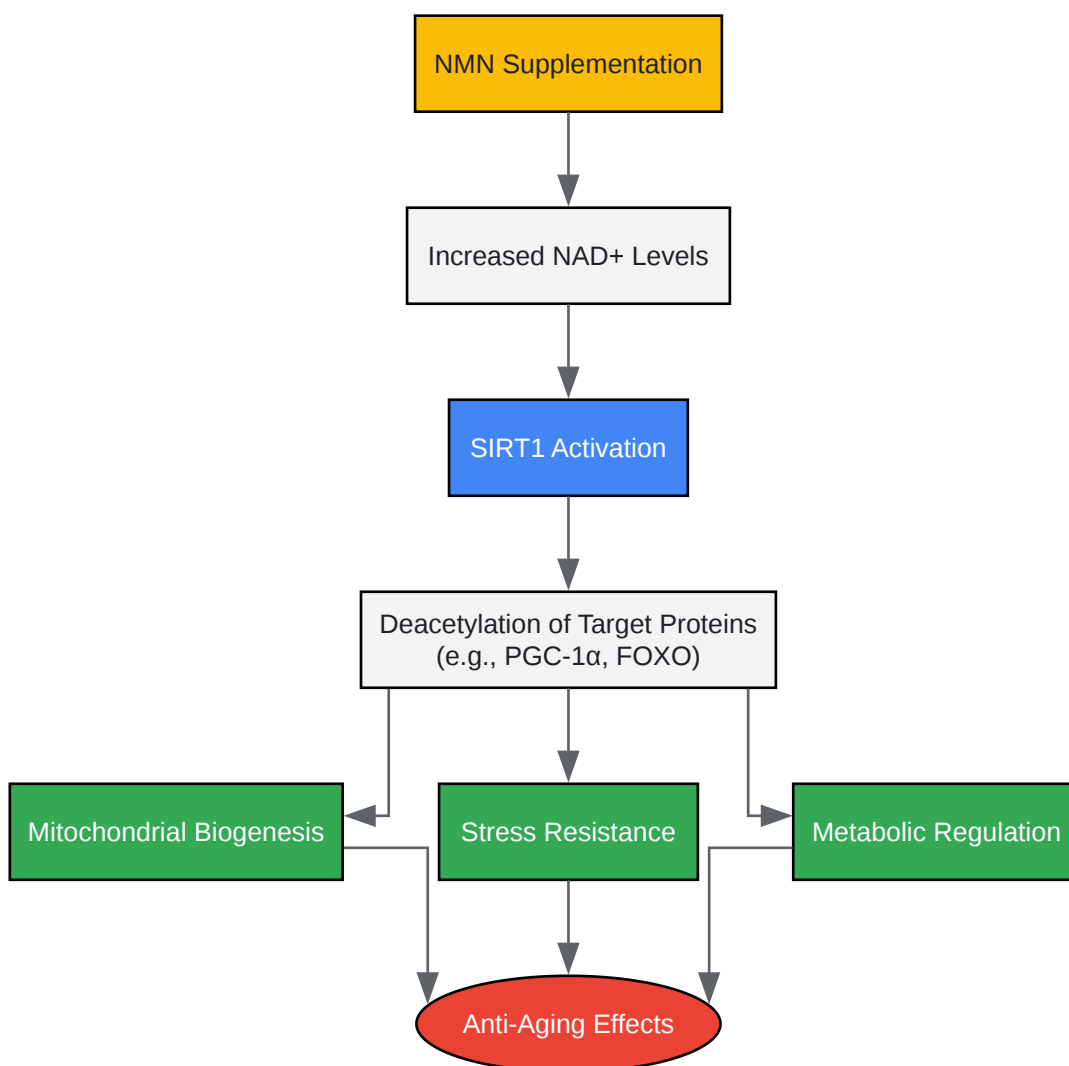 NMN Supplementation
Increased NAD+ Levels
SIRT1 Activation
Deacetylation of Target Proteins
(e.g., PGC-1α, FOXO)
Mitochondrial Biogenesis
Stress Resistance
Metabolic Regulation
Anti-Aging Effects